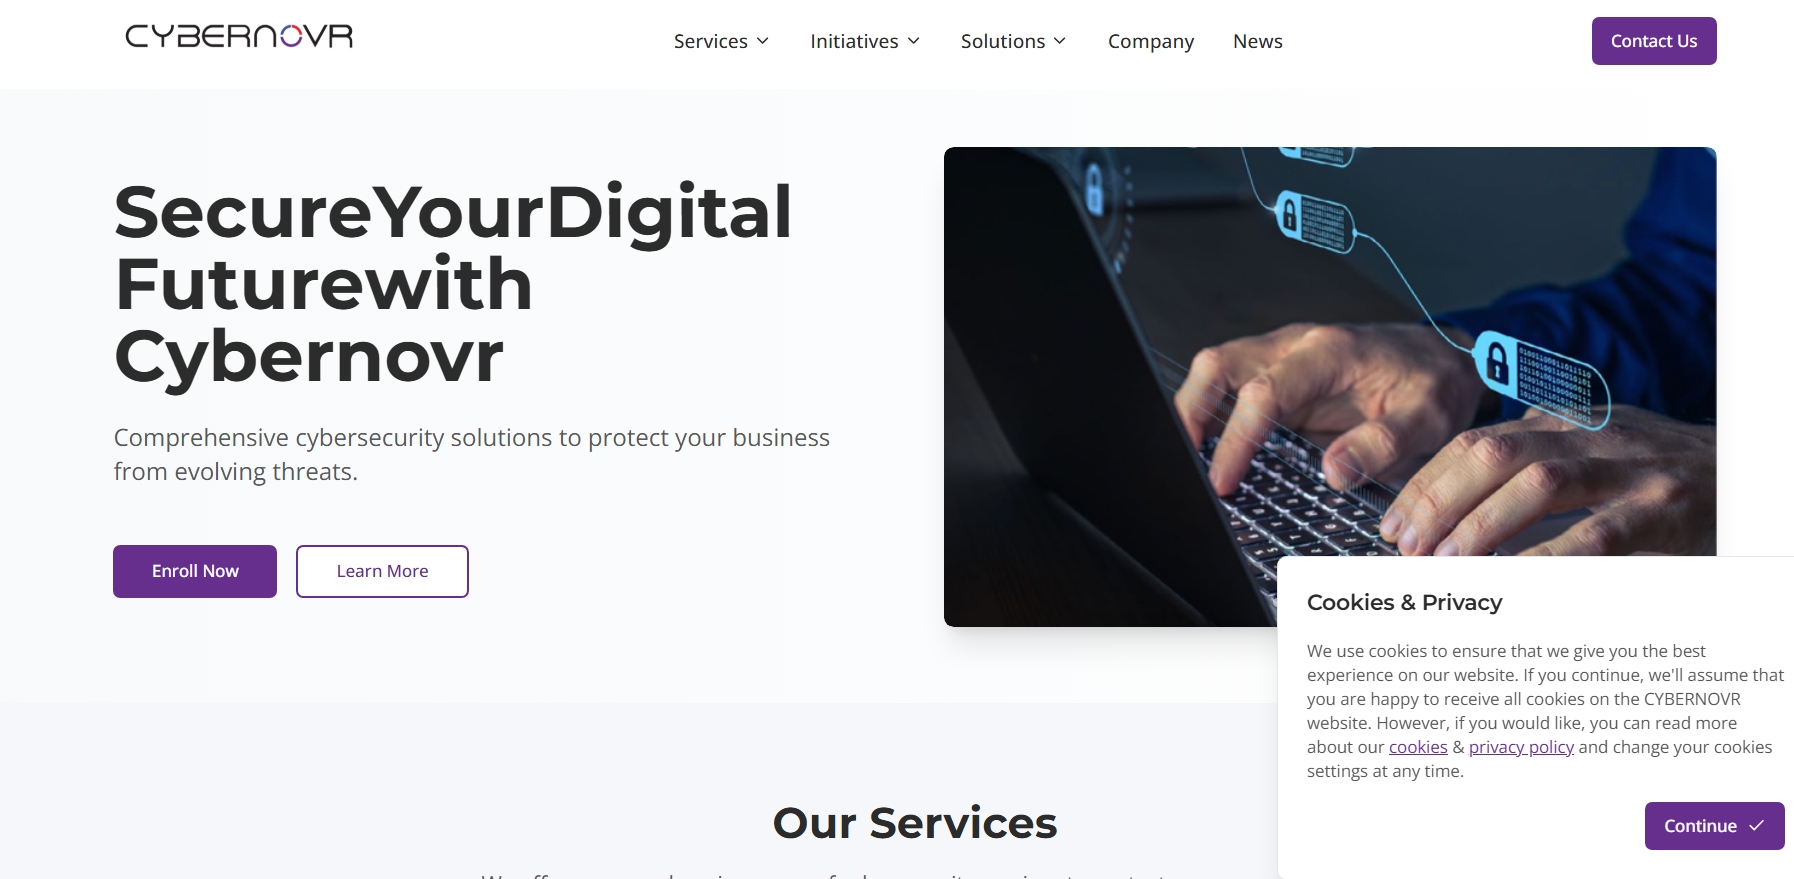 CYBERNOVR
Services
Initiatives
Solutions
Company
News
Contact Us
SecureYourDigital
Futurewith
Cybernovr
Comprehensive cybersecurity solutions to protect your business
from evolving threats.
Enroll Now
Learn More
Cookies & Privacy
We use cookies to ensure that we give you the best
experience on our website. If you continue, we'll assume that
you are happy to receive all cookies on the CYBERNOVR
website. However, if you would like, you can read more
about our cookies & privacy policy and change your cookies
settings at any time.
Continue
Our Services